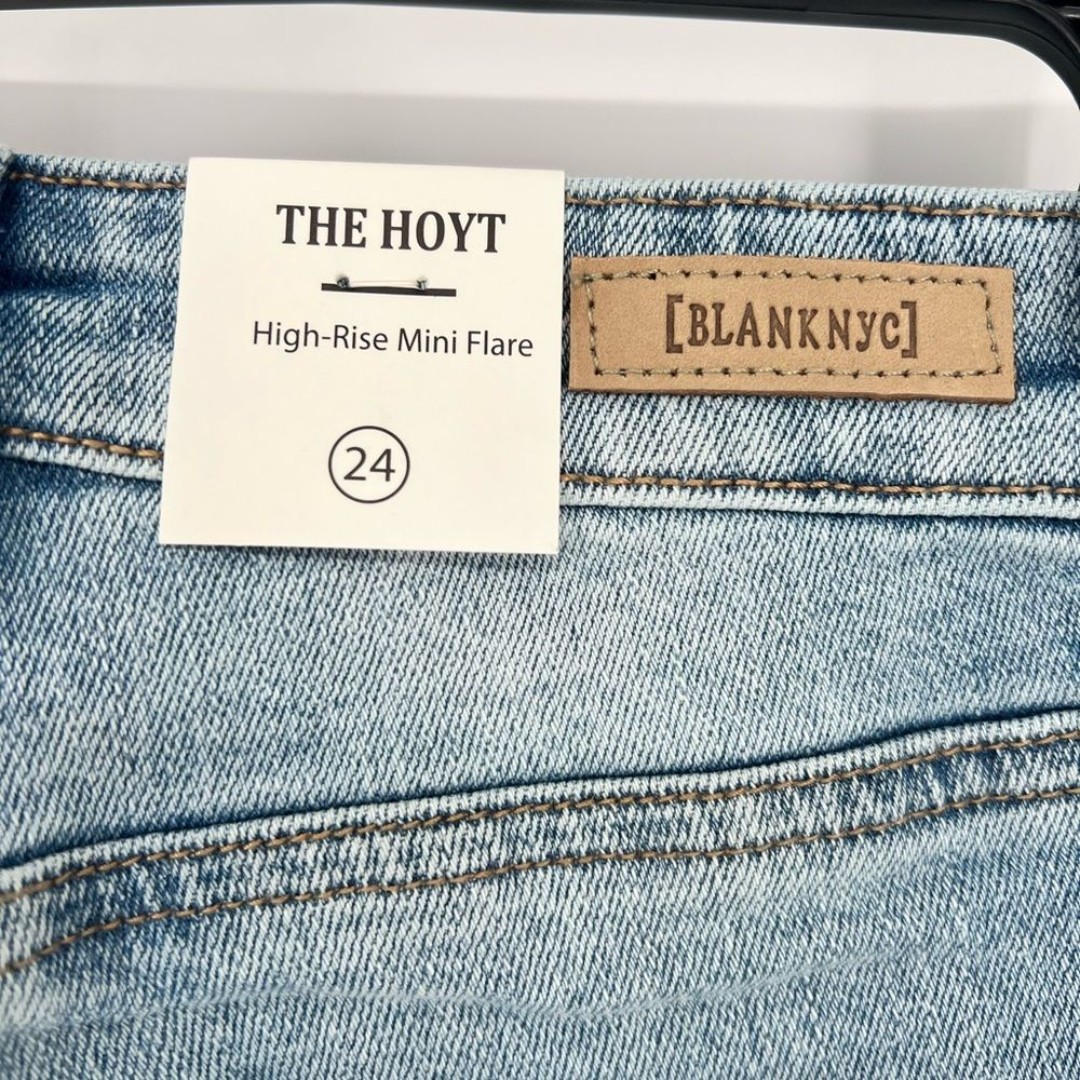 THE HOYT
High-Rise Mini Flare
24
[BLANKNYC]